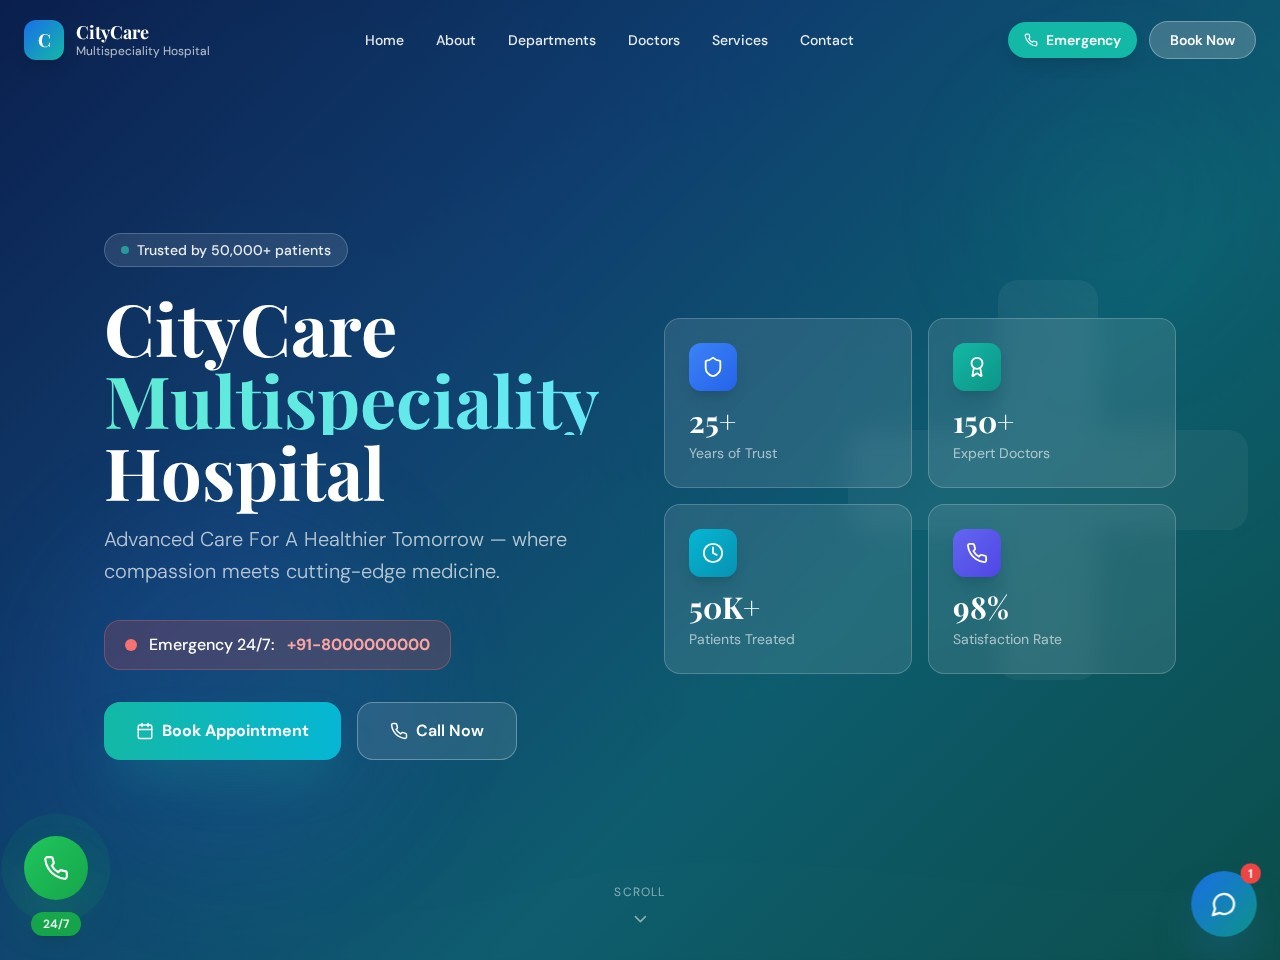 C
CityCare
Multispeciality Hospital
Home
About
Departments
Doctors
Services
Contact
Emergency
Book Now
Trusted by 50,000+ patients
CityCare
Multispeciality
Hospital
Advanced Care For A Healthier Tomorrow — where
compassion meets cutting-edge medicine.
Emergency 24/7: +91-8000000000
Book Appointment
Call Now
25+
Years of Trust
150+
Expert Doctors
50K+
Patients Treated
98%
Satisfaction Rate
24/7
SCROLL
1